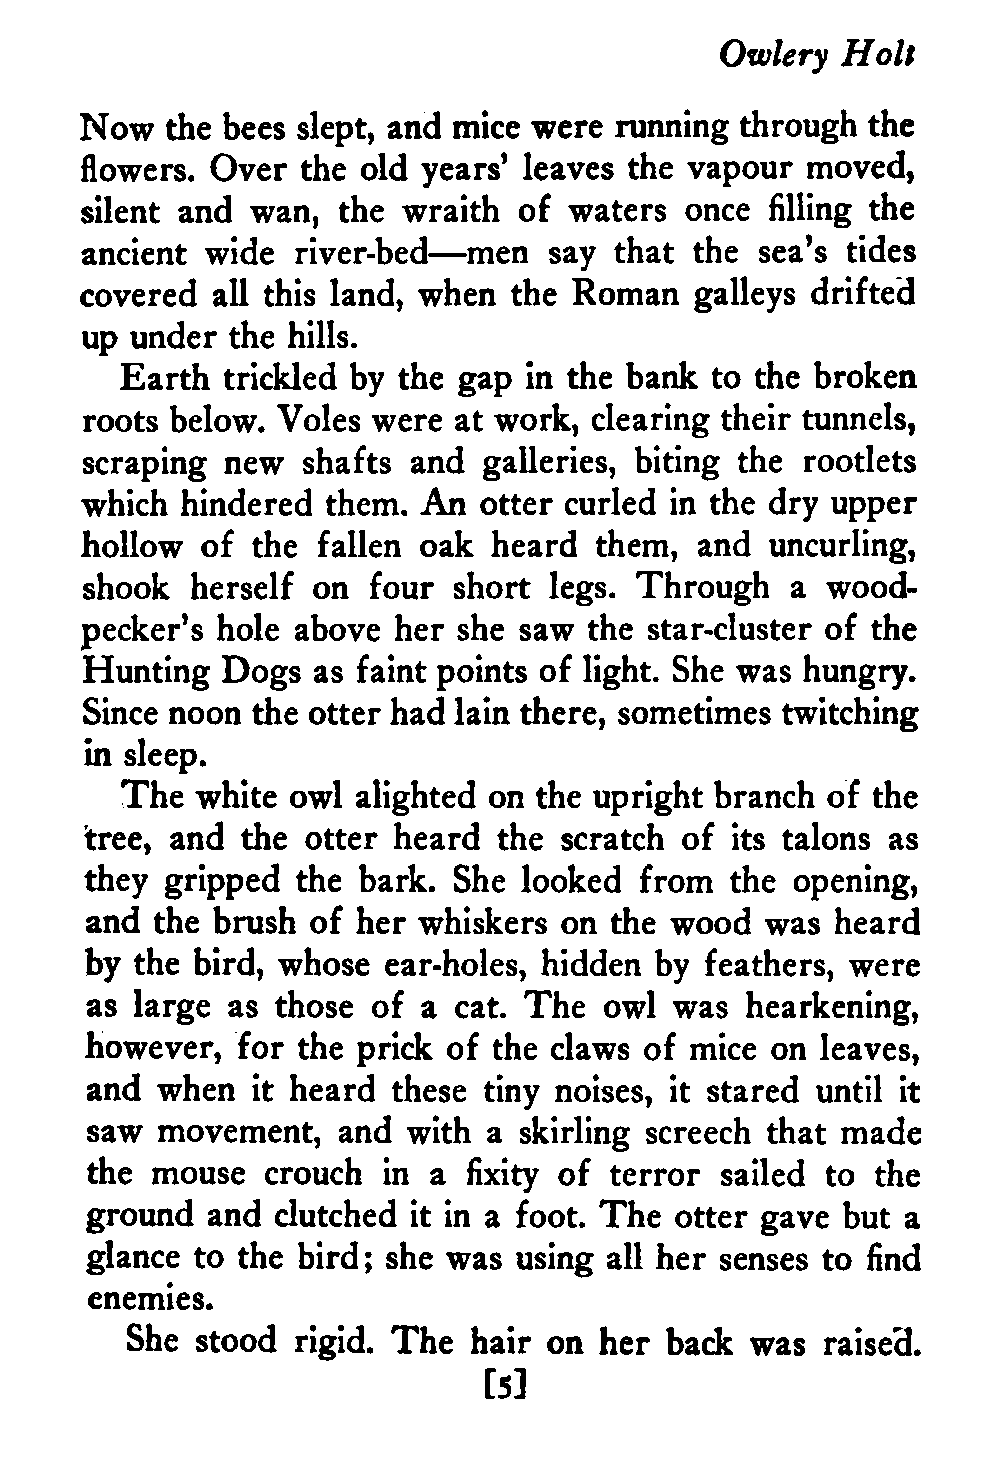 Owlery Holt
Now the bees slept, and mice were running through the
flowers. Over the old years' leaves the vapour moved,
silent and wan, the wraith of waters once filling the
ancient wide river-bed—men say that the sea's tides
covered all this land, when the Roman galleys drifted
up under the hills.
Earth trickled by the gap in the bank to the broken
roots below. Voles were at work, clearing their tunnels,
scraping new shafts and galleries, biting the rootlets
which hindered them. An otter curled in the dry upper
hollow of the fallen oak heard them, and uncurling,
shook herself on four short legs. Through a wood-
pecker's hole above her she saw the star-cluster of the
Hunting Dogs as faint points of light. She was hungry.
Since noon the otter had lain there, sometimes twitching
in sleep.
The white owl alighted on the upright branch of the
tree, and the otter heard the scratch of its talons as
they gripped the bark. She looked from the opening,
and the brush of her whiskers on the wood was heard
by the bird, whose ear-holes, hidden by feathers, were
as large as those of a cat. The owl was hearkening,
however, for the prick of the claws of mice on leaves,
and when it heard these tiny noises, it stared until it
saw movement, and with a skirling screech that made
the mouse crouch in a fixity of terror sailed to the
ground and clutched it in a foot. The otter gave but a
glance to the bird; she was using all her senses to find
enemies.
She stood rigid. The hair on her back was raised.
[5]